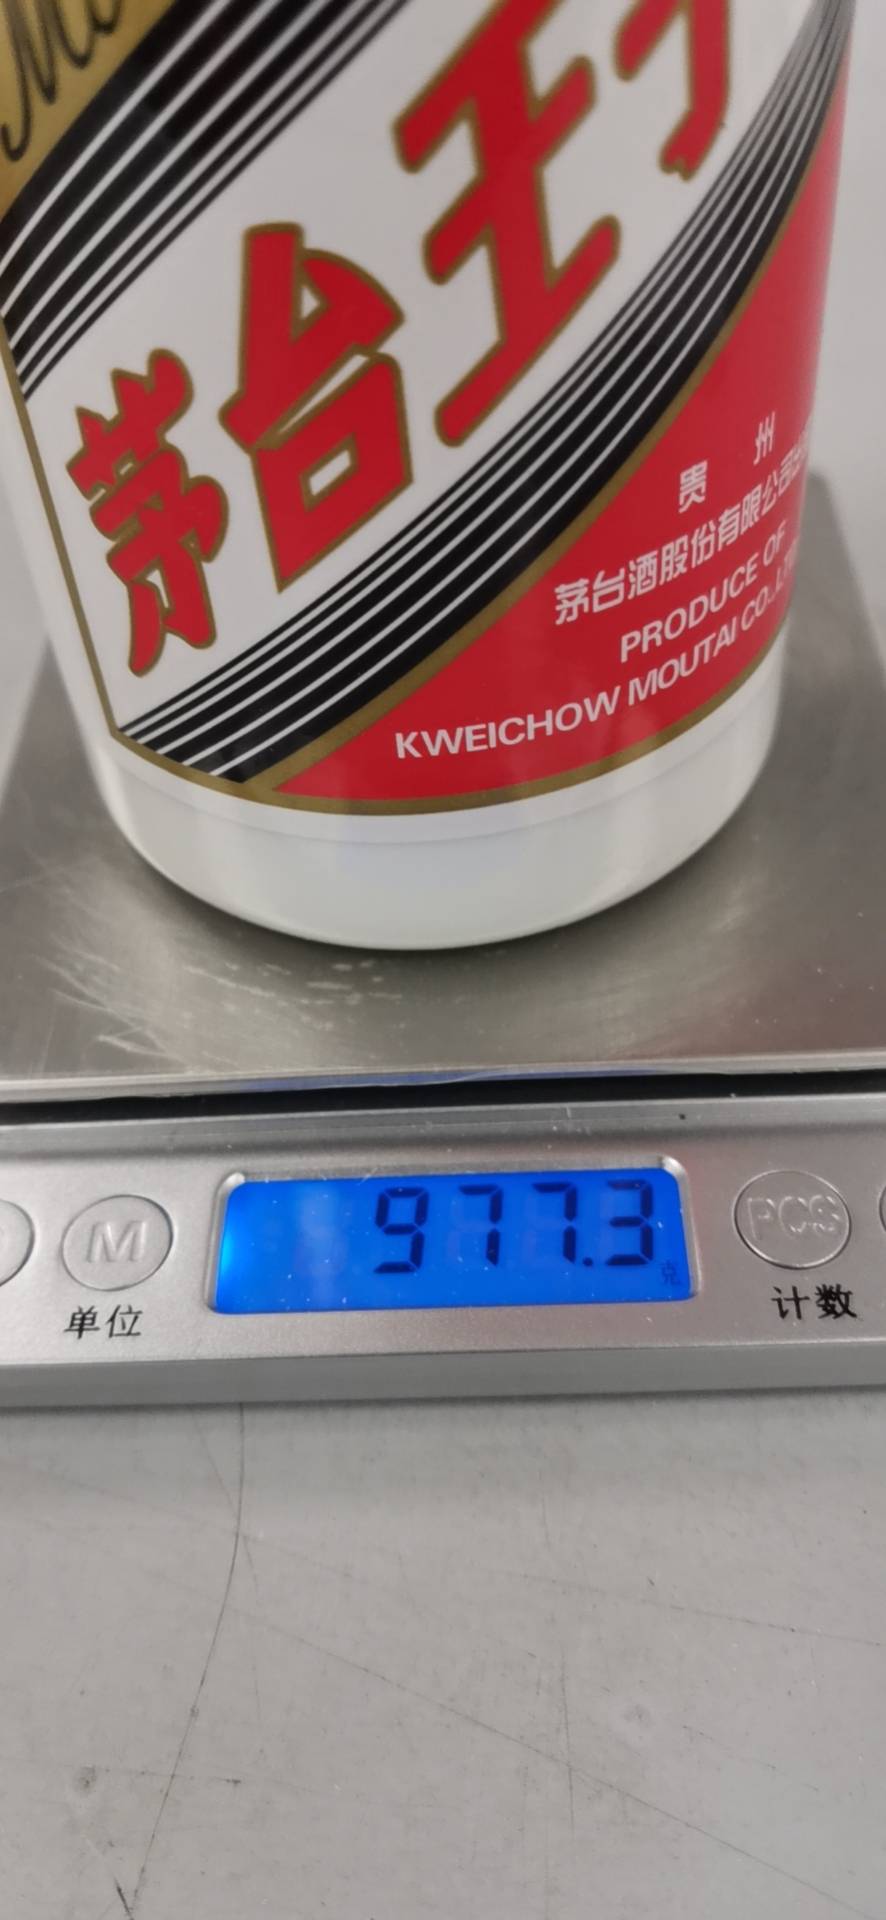 茅台王子
贵州
茅台酒股份有限公司
PRODUCE OF
KWEICHOW MOUTAI CO.,LTD
977.3
克
M
PCS
单位
计数